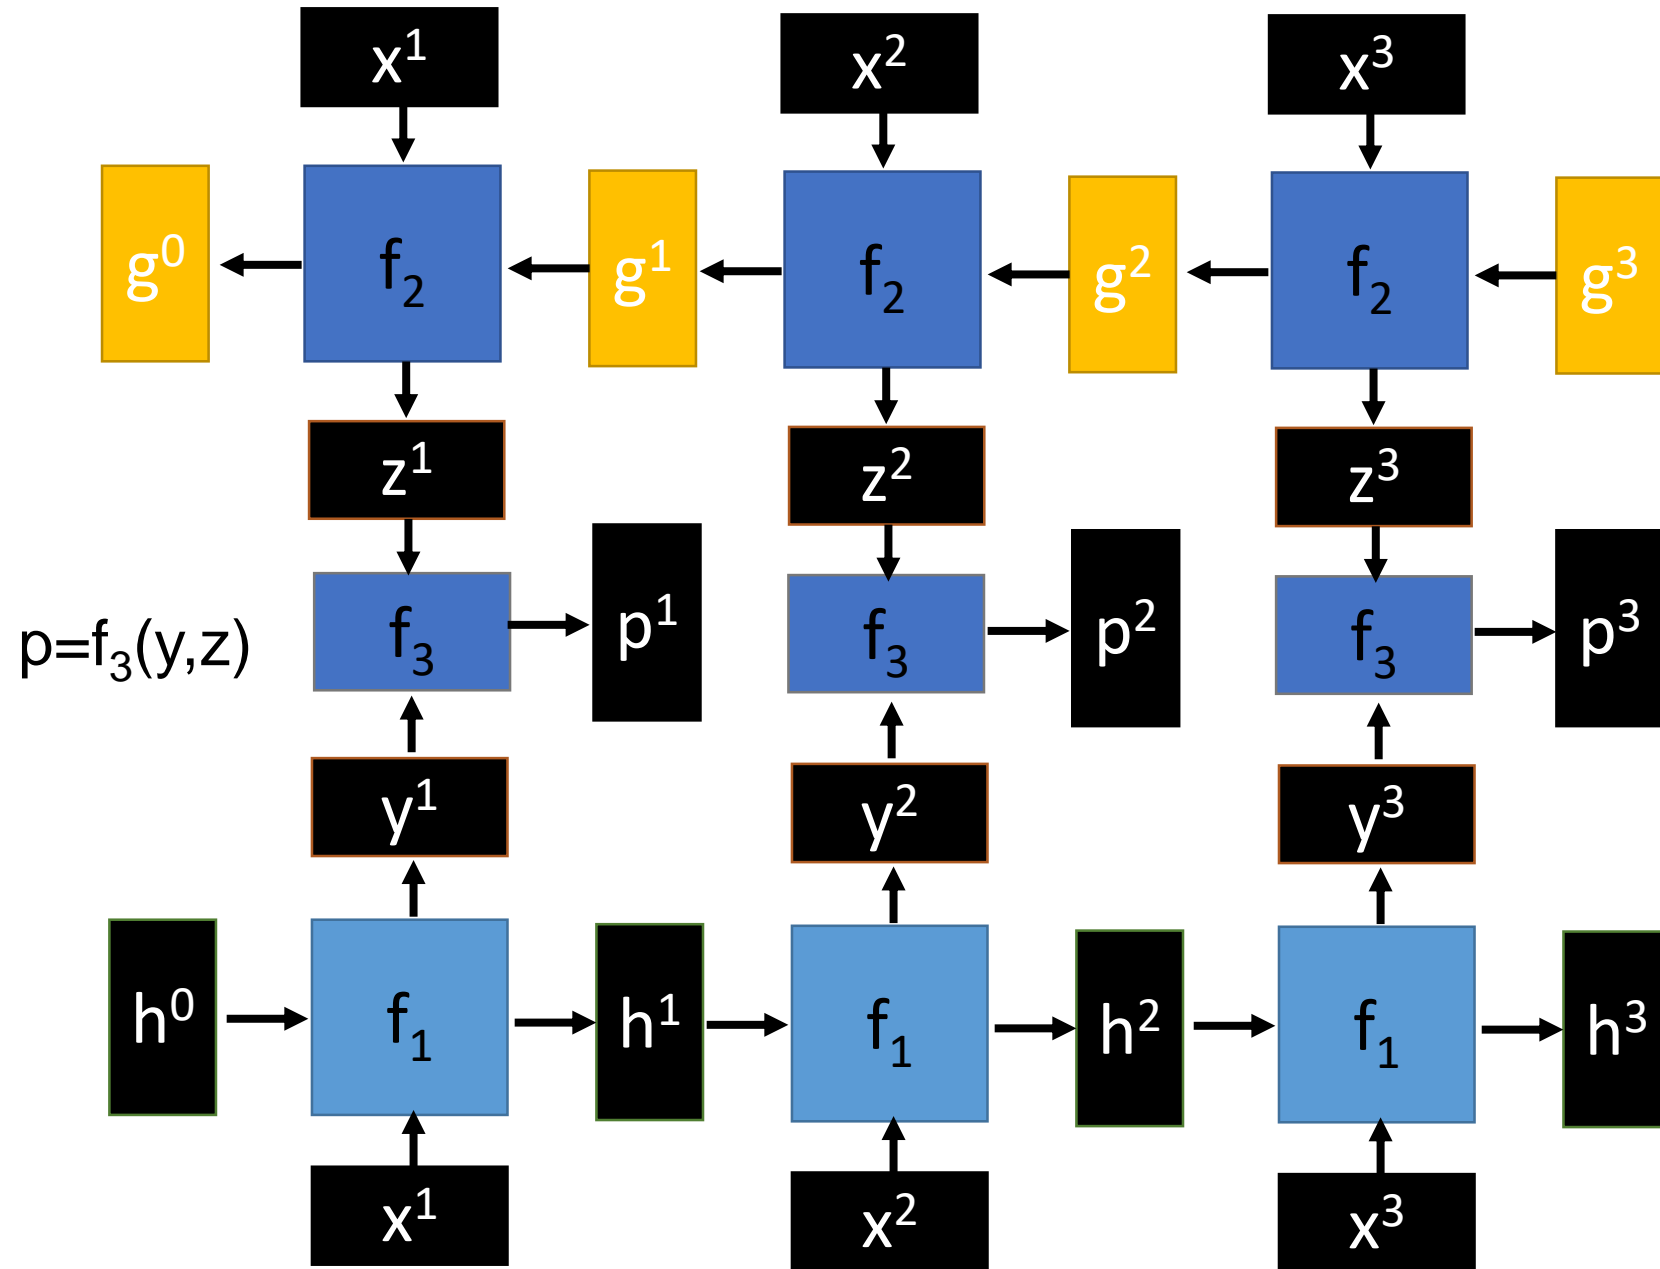 x¹ x² x³
g⁰ f₂ g¹ f₂ g² f₂ g³
z¹ z² z³
p=f₃(y,z) f₃ p¹ f₃ p² f₃ p³
y¹ y² y³
h⁰ f₁ h¹ f₁ h² f₁ h³
x¹ x² x³